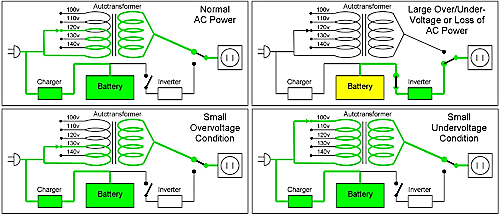 Autotransformer
Normal
AC Power
100v
110v
120v
130v
140v
Charger
Battery
Inverter
Autotransformer
Large Over/Under-
Voltage or Loss of
AC Power
100v
110v
120v
130v
140v
Charger
Battery
Inverter
Autotransformer
Small
Overvoltage
Condition
100v
110v
120v
130v
140v
Charger
Battery
Inverter
Autotransformer
Small
Undervoltage
Condition
100v
110v
120v
130v
140v
Charger
Battery
Inverter